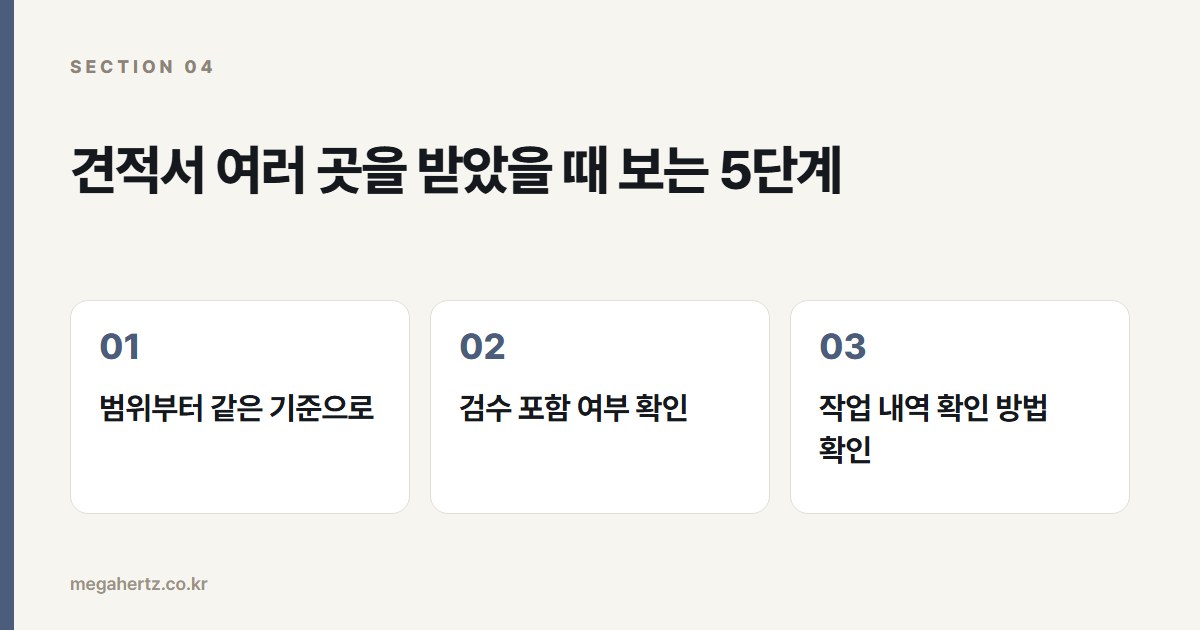 SECTION 04
견적서 여러 곳을 받았을 때 보는 5단계
01
범위부터 같은 기준으로
02
검수 포함 여부 확인
03
작업 내역 확인 방법
확인
megahertz.co.kr